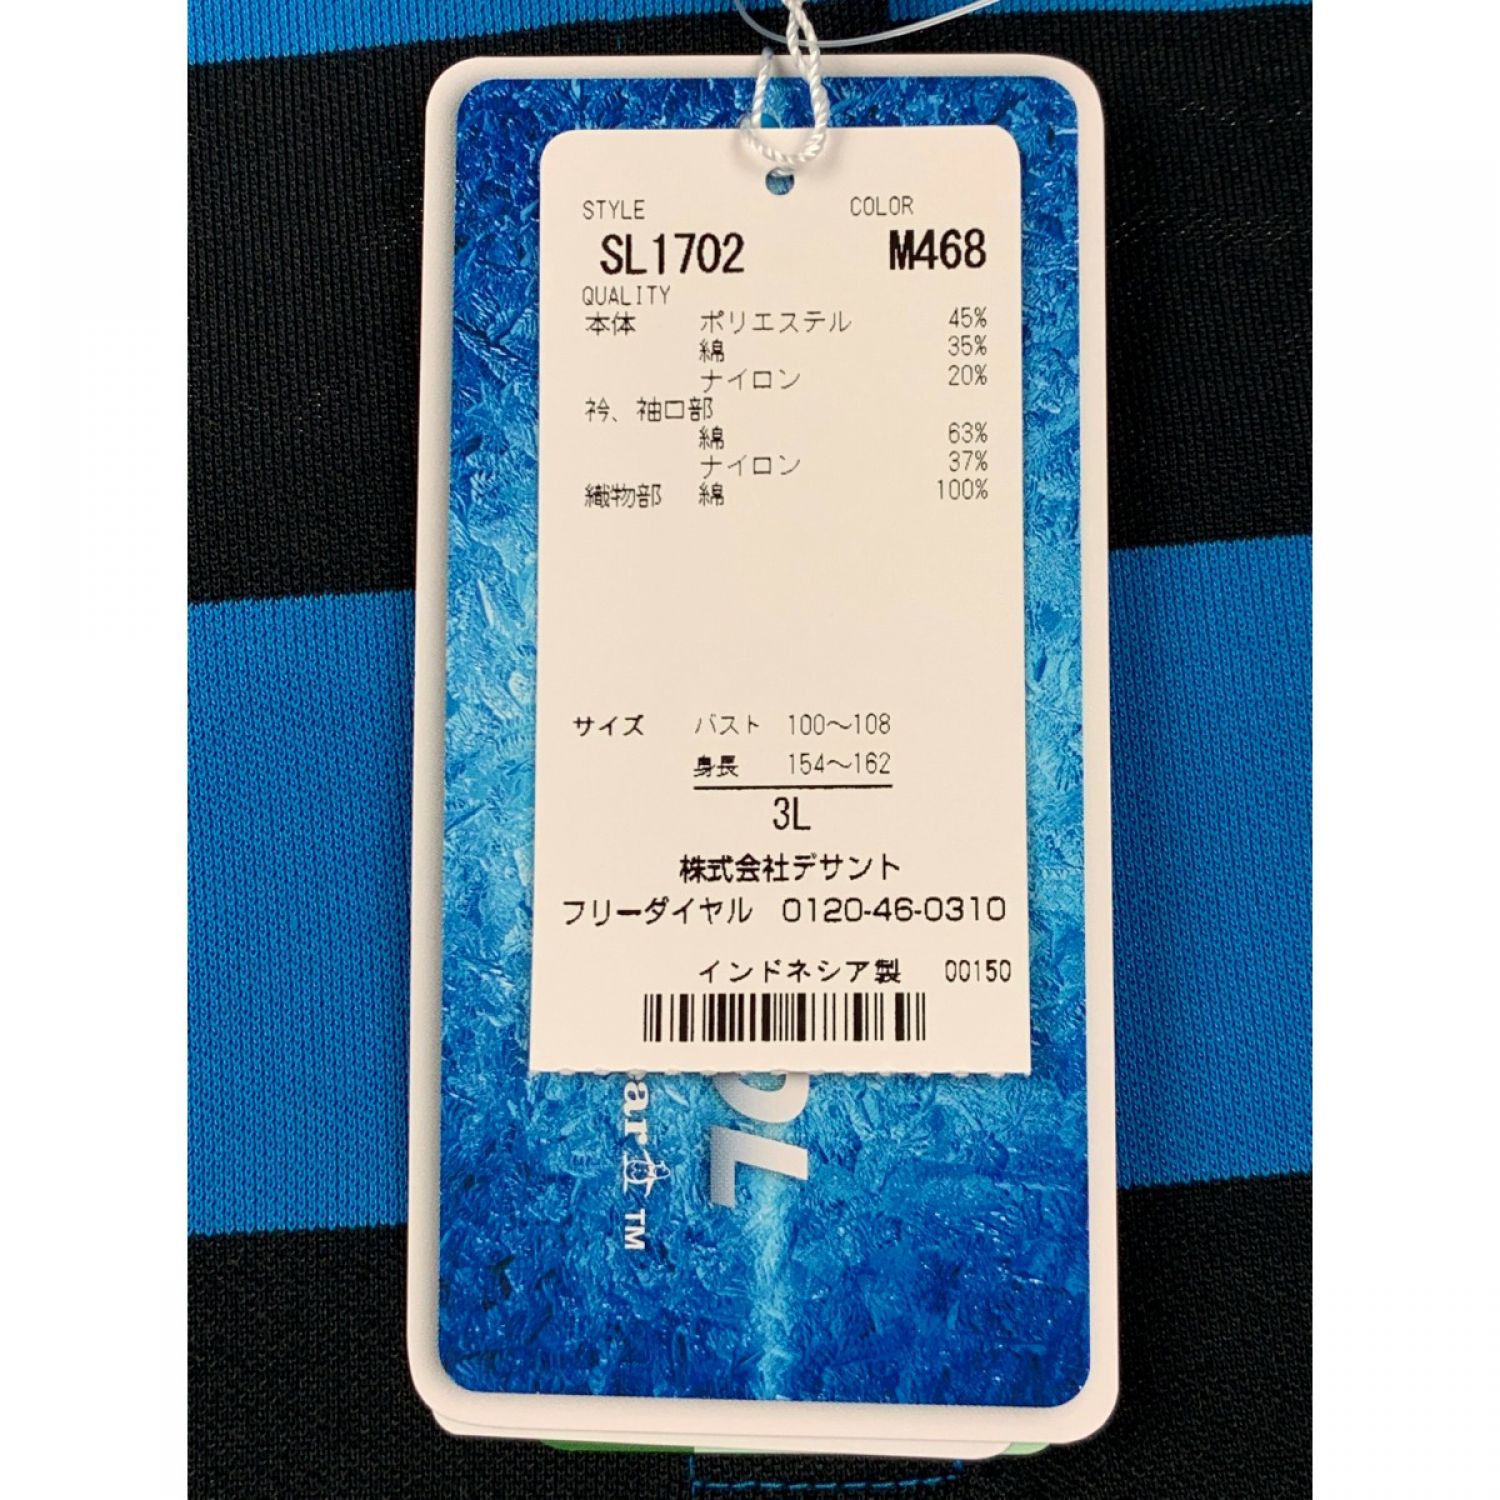 STYLE COLOR
SL1702 M468
QUALITY
本体 ポリエステル 45%
綿 35%
ナイロン 20%
衿、袖口部
綿 63%
ナイロン 37%
織物部 綿 100%
サイズ バスト 100～108
身長 154～162
3L
株式会社デサント
フリーダイヤル 0120-46-0310
インドネシア製 00150
TM